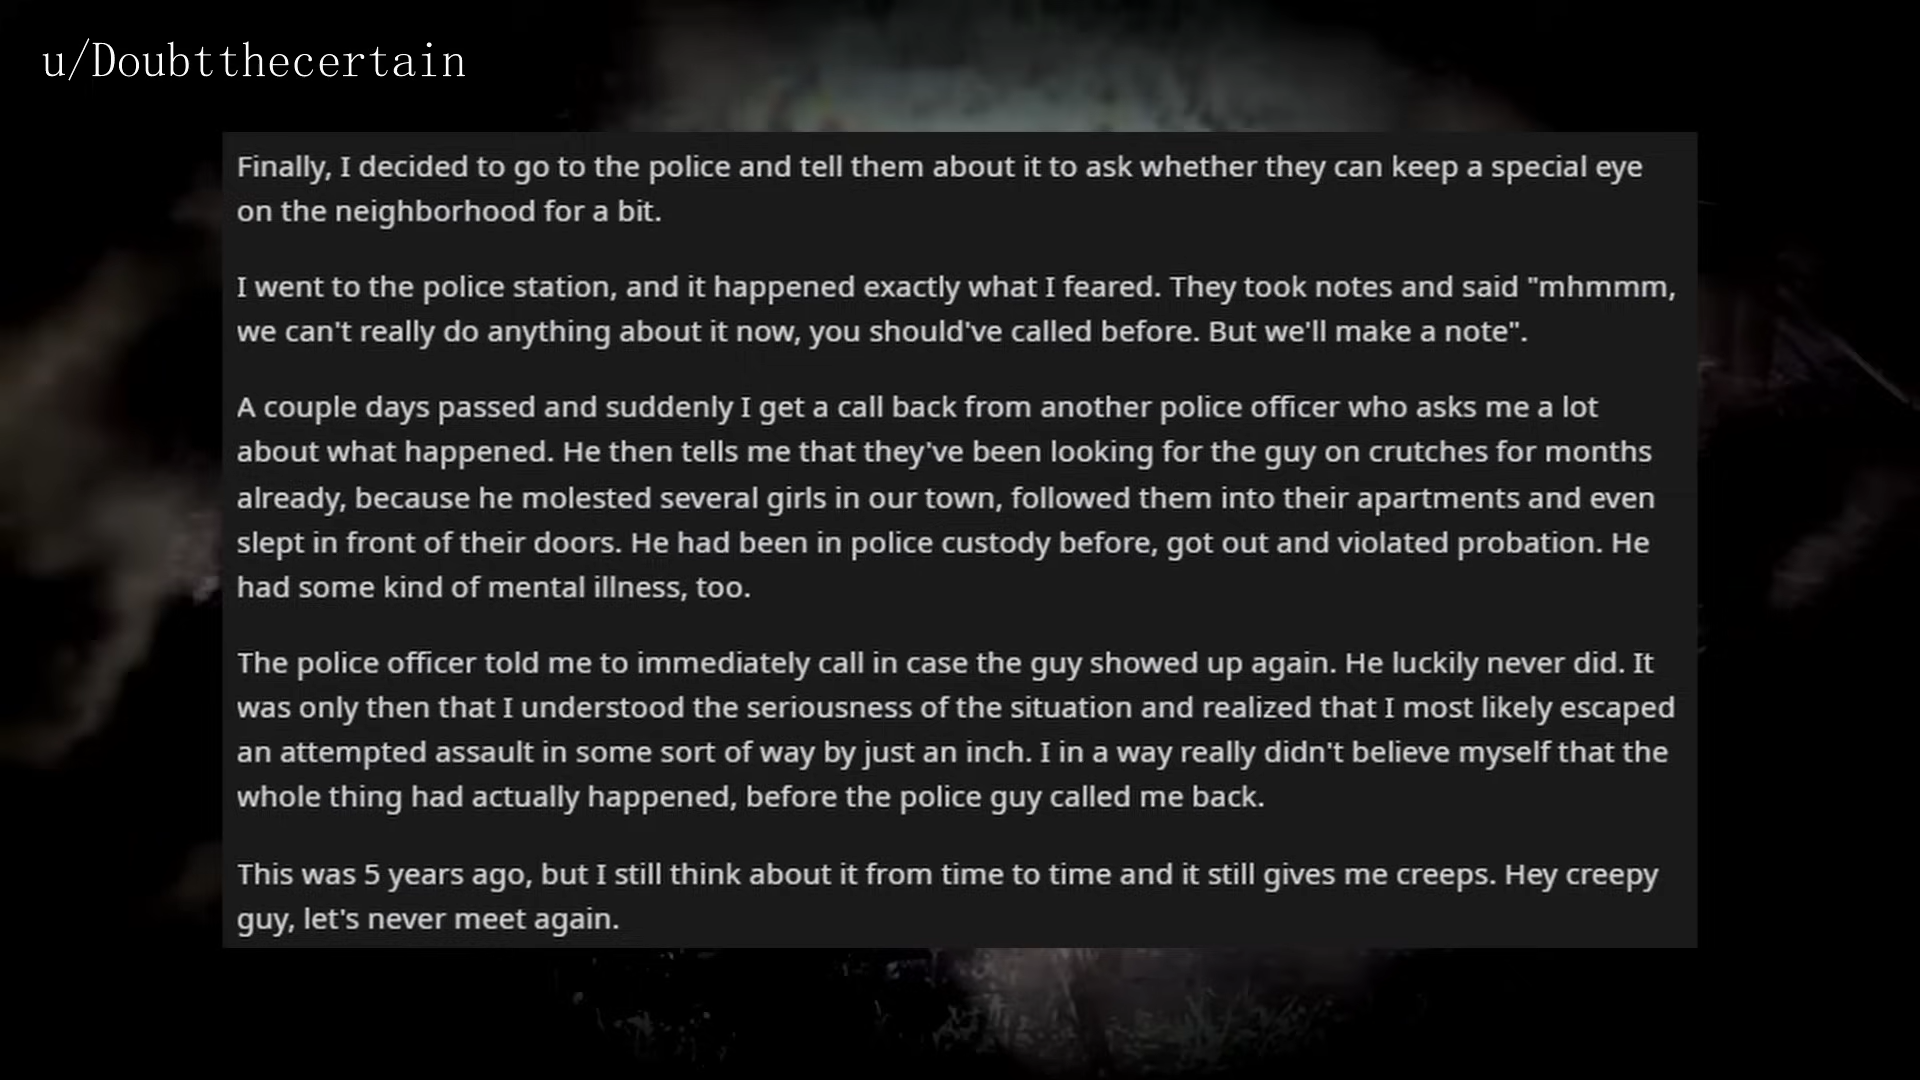 u/Doubtthecertain
Finally, I decided to go to the police and tell them about it to ask whether they can keep a special eye
on the neighborhood for a bit.
I went to the police station, and it happened exactly what I feared. They took notes and said "mhmmm,
we can't really do anything about it now, you should've called before. But we'll make a note".
A couple days passed and suddenly I get a call back from another police officer who asks me a lot
about what happened. He then tells me that they've been looking for the guy on crutches for months
already, because he molested several girls in our town, followed them into their apartments and even
slept in front of their doors. He had been in police custody before, got out and violated probation. He
had some kind of mental illness, too.
The police officer told me to immediately call in case the guy showed up again. He luckily never did. It
was only then that I understood the seriousness of the situation and realized that I most likely escaped
an attempted assault in some sort of way by just an inch. I in a way really didn't believe myself that the
whole thing had actually happened, before the police guy called me back.
This was 5 years ago, but I still think about it from time to time and it still gives me creeps. Hey creepy
guy, let's never meet again.